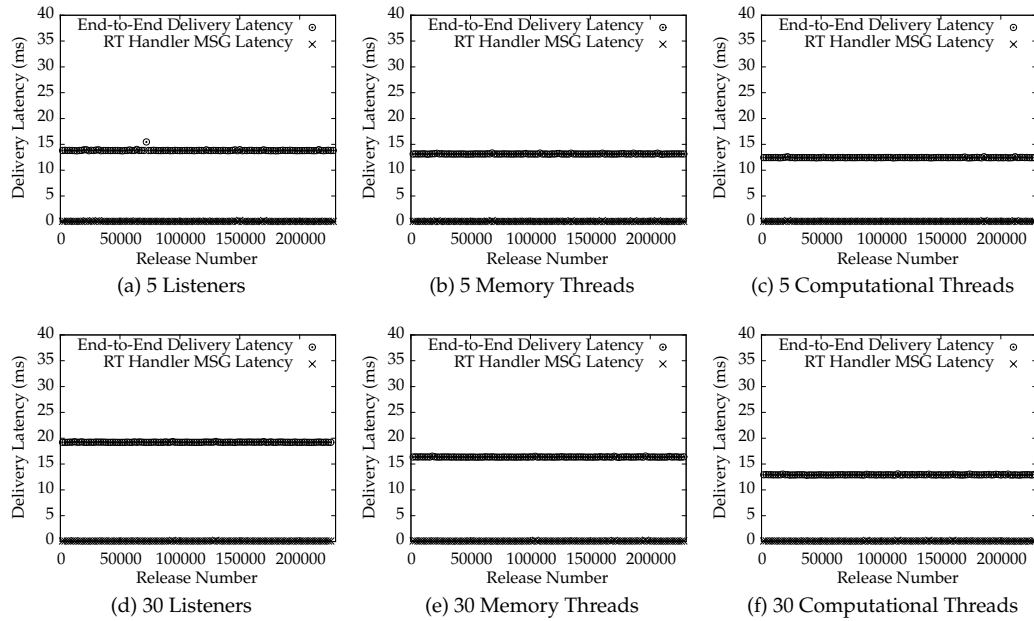 40
35
30
25
20
15
10
5
0
Delivery Latency (ms)
End-to-End Delivery Latency
RT Handler MSG Latency
0 50000 100000 150000 200000
Release Number
(a) 5 Listeners
40
35
30
25
20
15
10
5
0
Delivery Latency (ms)
End-to-End Delivery Latency
RT Handler MSG Latency
0 50000 100000 150000 200000
Release Number
(b) 5 Memory Threads
40
35
30
25
20
15
10
5
0
Delivery Latency (ms)
End-to-End Delivery Latency
RT Handler MSG Latency
0 50000 100000 150000 200000
Release Number
(c) 5 Computational Threads
40
35
30
25
20
15
10
5
0
Delivery Latency (ms)
End-to-End Delivery Latency
RT Handler MSG Latency
0 50000 100000 150000 200000
Release Number
(d) 30 Listeners
40
35
30
25
20
15
10
5
0
Delivery Latency (ms)
End-to-End Delivery Latency
RT Handler MSG Latency
0 50000 100000 150000 200000
Release Number
(e) 30 Memory Threads
40
35
30
25
20
15
10
5
0
Delivery Latency (ms)
End-to-End Delivery Latency
RT Handler MSG Latency
0 50000 100000 150000 200000
Release Number
(f) 30 Computational Threads